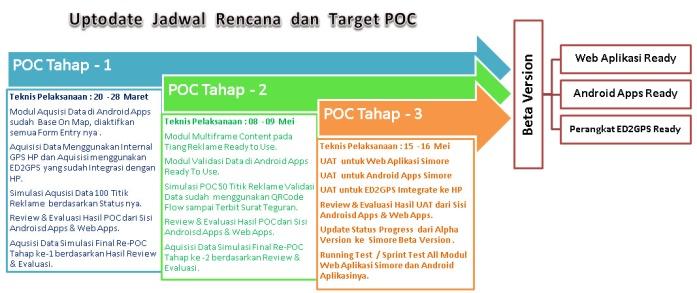 Uptodate Jadwal Rencana dan Target POC
POC Tahap - 1
Teknis Pelaksanaan : 20 - 28 Maret
Modul Aqusisi Data di Android Apps
sudah Base On Map, diaktifkan
semua Form Entry nya .
Aquisisi Data Menggunakan Internal
GPS HP dan Aquisisi menggunakan
ED2GPS yang sudah Integrasi dengan
HP.
Simulasi Aqusisi Data 100 Titik
Reklame berdasarkan Status nya.
Review & Evaluasi Hasil POC dari Sisi
Androisd Apps & Web Apps.
Aqusisi Data Simulasi Final Re-POC
Tahap ke-1 berdasarkan Hasil Review
& Evaluasi.
POC Tahap - 2
Teknis Pelaksanaan : 08 - 09 Mei
Modul Multiframe Content pada
Tiang Reklame Ready to Use.
Modul Validasi Data di Android Apps
Ready To Use.
Simulasi POC 50 Titik Reklame Validasi
Data sudah menggunakan QRCode
Flow sampai Terbit Surat Teguran.
Review & Evaluasi Hasil POC dari Sisi
Androisd Apps & Web Apps.
Aquisisi Data Simulasi Final Re-POC
Tahap ke -2 berdasarkan Review &
Evaluasi.
POC Tahap - 3
Teknis Pelaksanaan : 15 - 16 Mei
UAT untuk Web Aplikasi Simore
UAT untuk Android Apps Simore
UAT untuk ED2GPS Integrate ke HP
Review & Evaluasi Hasil UAT dari Sisi
Androisd Apps & Web Apps.
Update Status Progress dari Alpha
Version ke Simore Beta Version .
Running Test / Sprint Test All Modul
Web Aplikasi Simore dan Android
Aplikasinya.
Beta Version
Web Aplikasi Ready
Android Apps Ready
Perangkat ED2GPS Ready